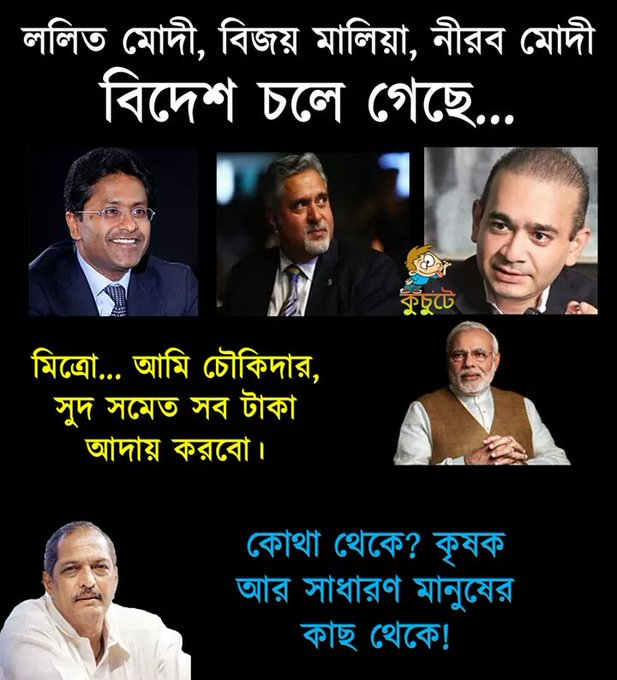 ললিত মোদী, বিজয় মালিয়া, নীরব মোদী
বিদেশ চলে গেছে...
কুচুটে
মিত্রো... আমি চৌকিদার,
সুদ সমেত সব টাকা
আদায় করবো।
কোথা থেকে? কৃষক
আর সাধারণ মানুষের
কাছ থেকে!